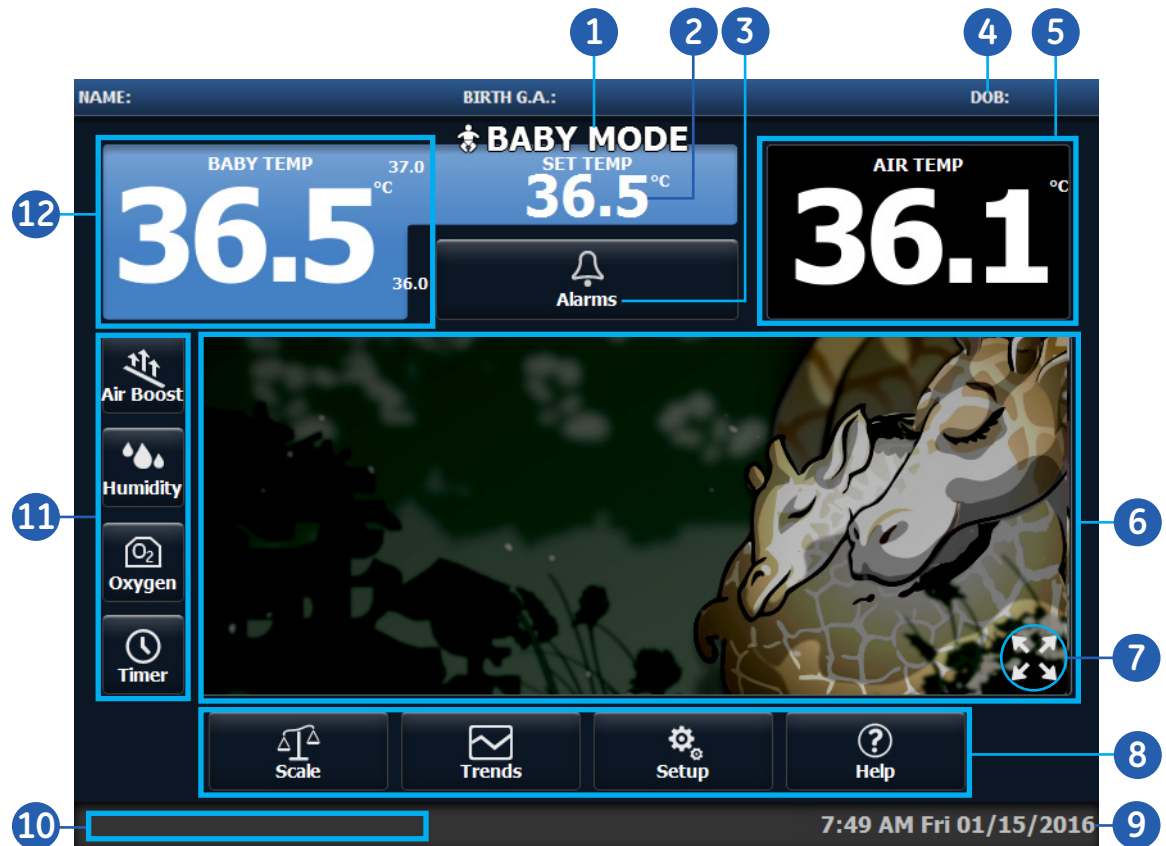 1 2 3 4 5
NAME: BIRTH G.A.: DOB:
BABY MODE
BABY TEMP 37.0 SET TEMP AIR TEMP
36.5 °C 36.5 °C 36.1 °C
12
36.0
Alarms
Air Boost
Humidity
11
6
Oxygen
Timer
7
Scale Trends Setup Help
8
10
7:49 AM Fri 01/15/2016
9